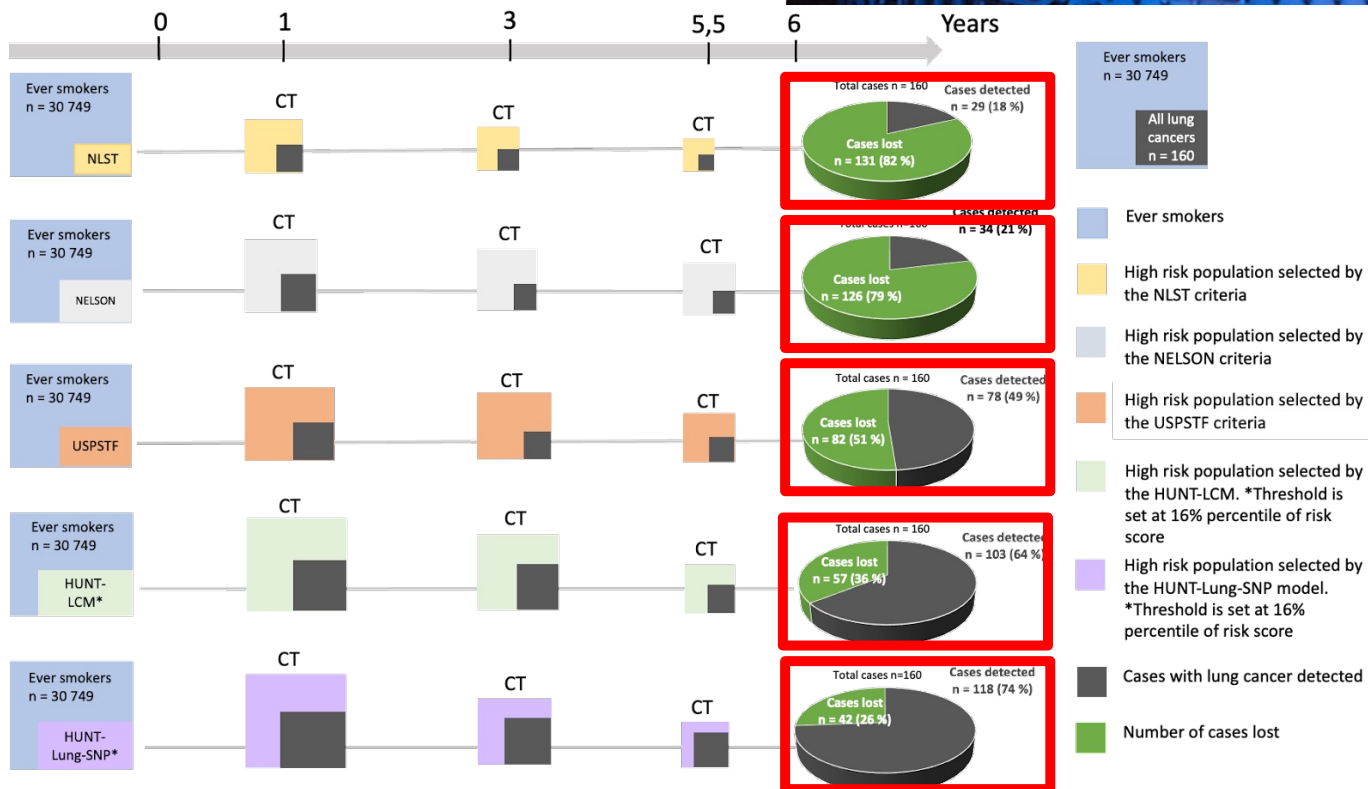 0
1
3
5,5
6
Years
Ever smokers
n = 30 749
NLST
CT
CT
CT
Total cases n = 160
Cases detected
n = 29 (18 %)
Cases lost
n = 131 (82 %)
Ever smokers
n = 30 749
All lung
cancers
n = 160
Ever smokers
n = 30 749
NELSON
CT
CT
CT
Total cases n=160
Cases detected
n = 34 (21 %)
Cases lost
n = 126 (79 %)
Ever smokers
n = 30 749
USPSTF
CT
CT
CT
Total cases n = 160
Cases detected
n = 78 (49 %)
Cases lost
n = 82 (51 %)
Ever smokers
n = 30 749
HUNT-
LCM*
CT
CT
CT
Total cases n = 160
Cases detected
n = 103 (64 %)
Cases lost
n = 57 (36 %)
Ever smokers
n = 30 749
HUNT-
Lung-SNP*
CT
CT
CT
Total cases n=160
Cases detected
n = 118 (74 %)
Cases lost
n = 42 (26 %)
Ever smokers
High risk population selected by
the NLST criteria
High risk population selected by
the NELSON criteria
High risk population selected by
the USPSTF criteria
High risk population selected by
the HUNT-LCM. *Threshold is
set at 16% percentile of risk
score
High risk population selected by
the HUNT-Lung-SNP model.
*Threshold is set at 16%
percentile of risk score
Cases with lung cancer detected
Number of cases lost